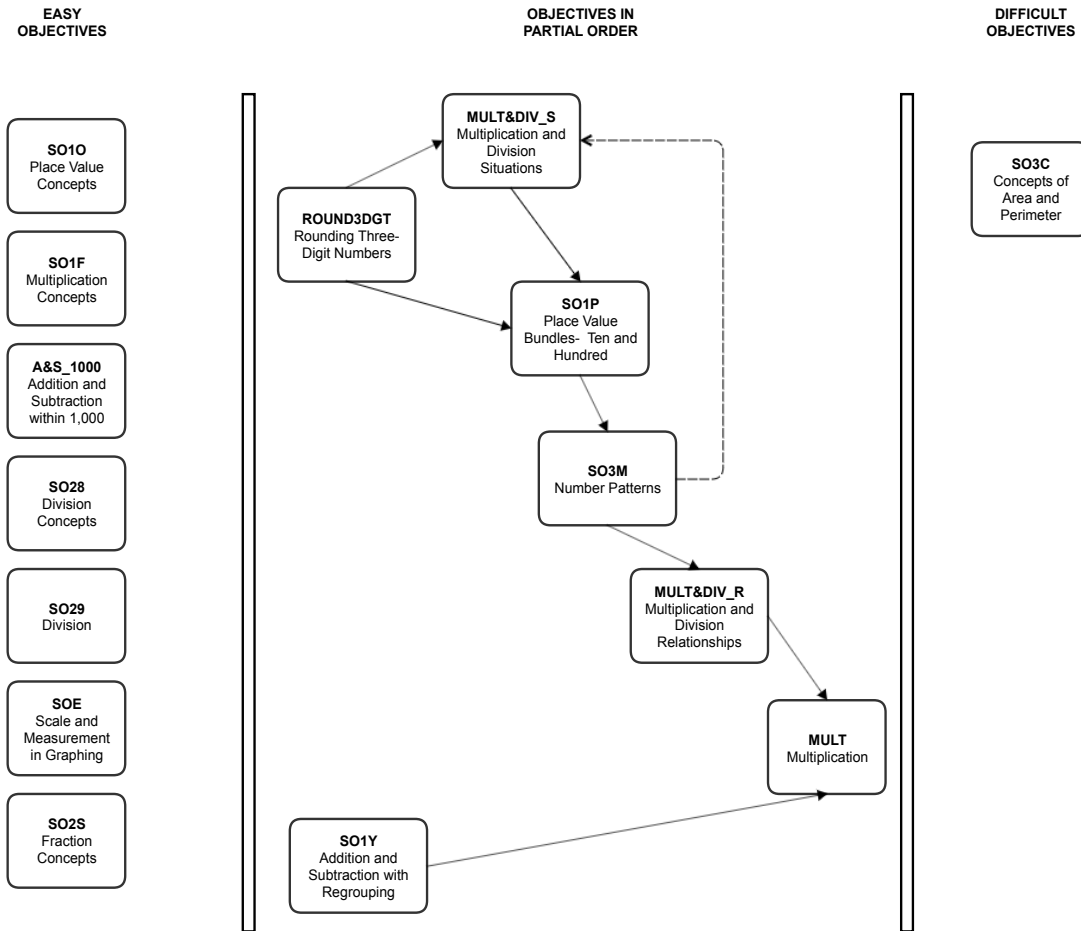 EASY
OBJECTIVES
OBJECTIVES IN
PARTIAL ORDER
DIFFICULT
OBJECTIVES
SO1O
Place Value
Concepts
SO1F
Multiplication
Concepts
A&S_1000
Addition and
Subtraction
within 1,000
SO28
Division
Concepts
SO29
Division
SOE
Scale and
Measurement
in Graphing
SO2S
Fraction
Concepts
MULT&DIV_S
Multiplication and
Division
Situations
ROUND3DGT
Rounding Three-
Digit Numbers
SO1P
Place Value
Bundles- Ten and
Hundred
SO3M
Number Patterns
MULT&DIV_R
Multiplication and
Division
Relationships
MULT
Multiplication
SO1Y
Addition and
Subtraction with
Regrouping
SO3C
Concepts of
Area and
Perimeter